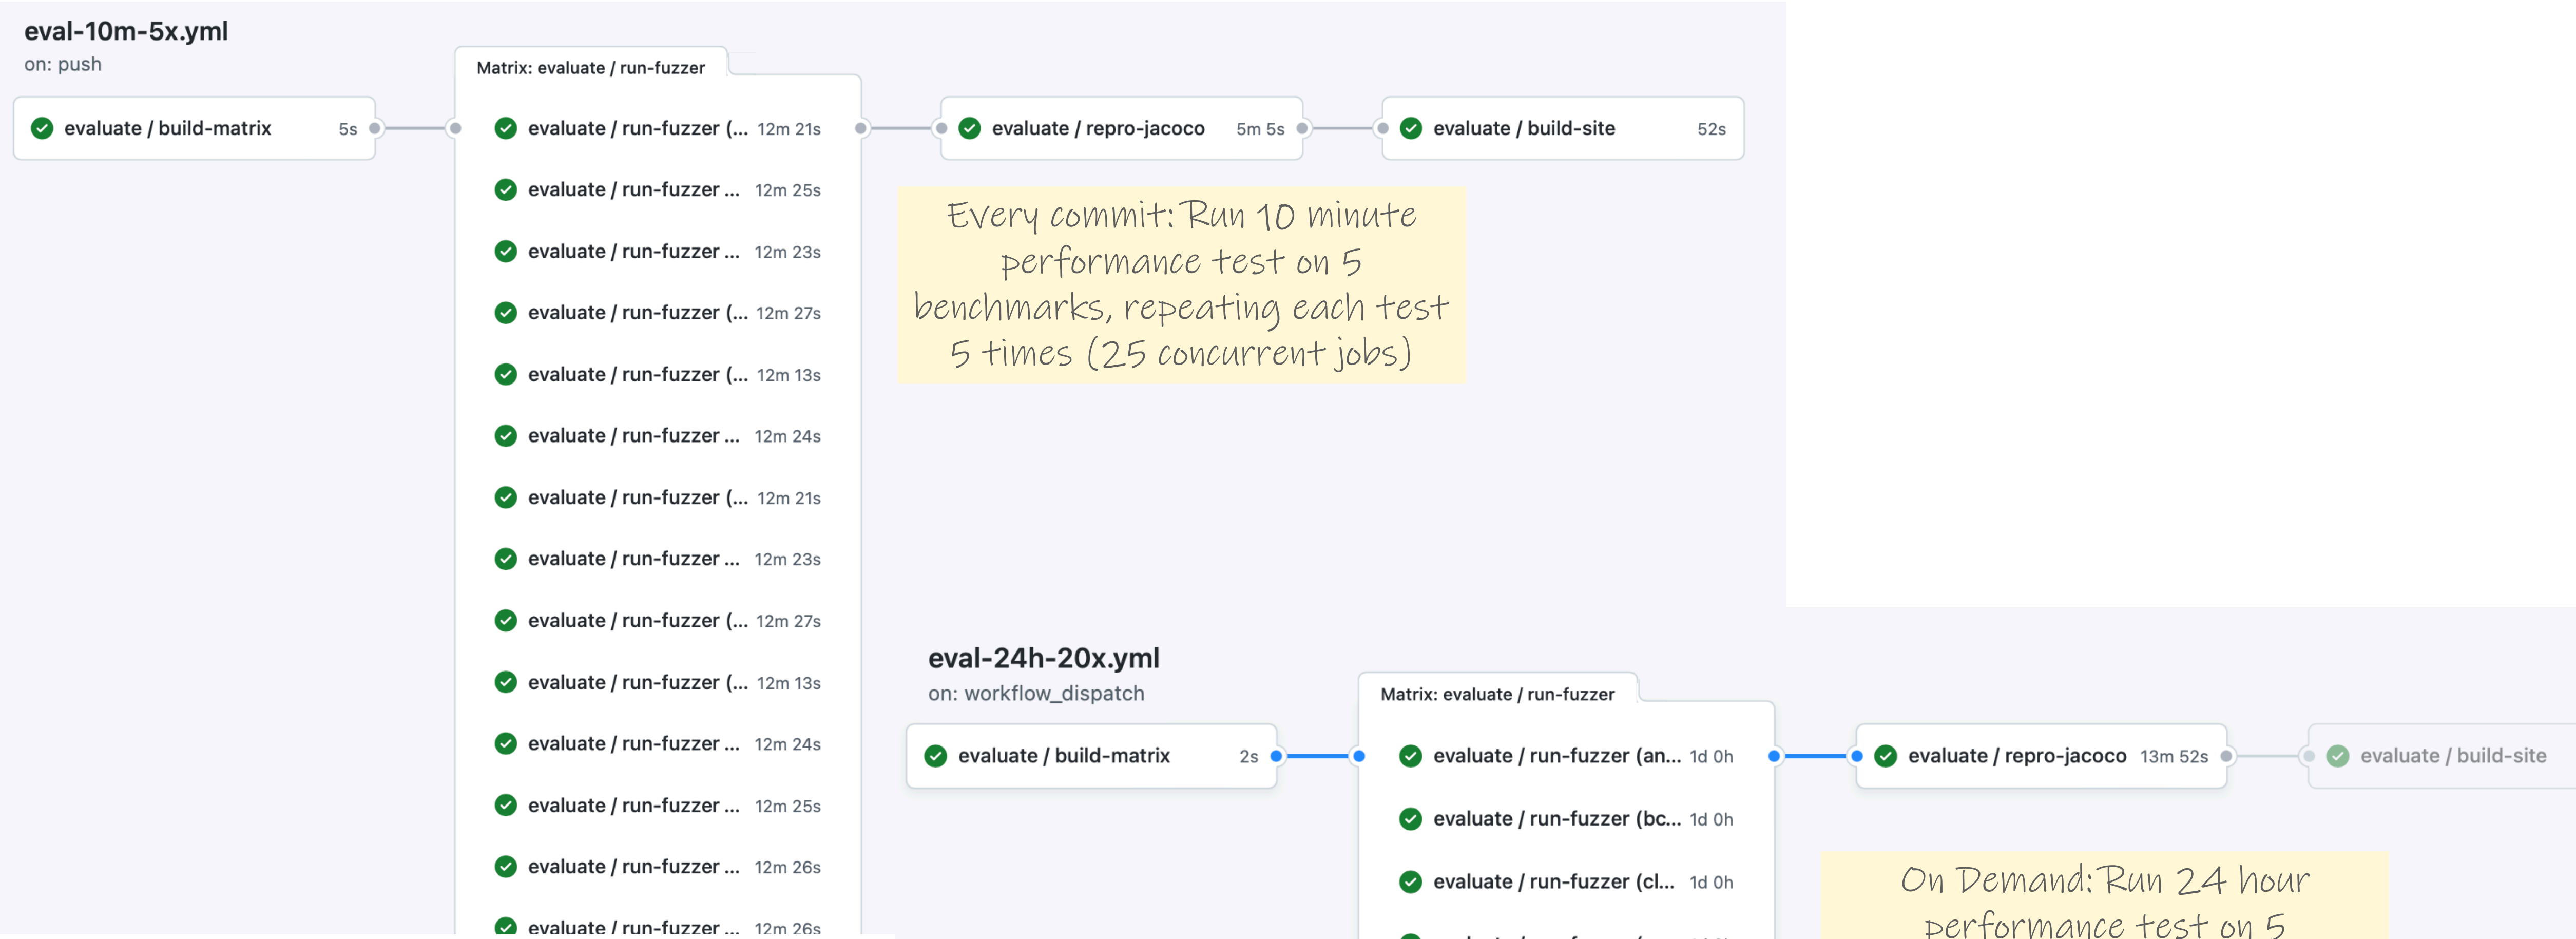 eval-10m-5x.yml
on: push
Matrix: evaluate / run-fuzzer
evaluate / build-matrix 5s
evaluate / run-fuzzer (... 12m 21s
evaluate / run-fuzzer ... 12m 25s
evaluate / run-fuzzer ... 12m 23s
evaluate / run-fuzzer (... 12m 27s
evaluate / run-fuzzer (... 12m 13s
evaluate / run-fuzzer ... 12m 24s
evaluate / run-fuzzer (... 12m 21s
evaluate / run-fuzzer ... 12m 23s
evaluate / run-fuzzer (... 12m 27s
evaluate / run-fuzzer (... 12m 13s
evaluate / run-fuzzer ... 12m 24s
evaluate / run-fuzzer ... 12m 25s
evaluate / run-fuzzer ... 12m 26s
evaluate / run-fuzzer ... 12m 26s
evaluate / repro-jacoco 5m 5s
evaluate / build-site 52s
Every commit: Run 10 minute
performance test on 5
benchmarks, repeating each test
5 times (25 concurrent jobs)
eval-24h-20x.yml
on: workflow_dispatch
Matrix: evaluate / run-fuzzer
evaluate / build-matrix 2s
evaluate / run-fuzzer (an... 1d 0h
evaluate / run-fuzzer (bc... 1d 0h
evaluate / run-fuzzer (cl... 1d 0h
evaluate / repro-jacoco 13m 52s
evaluate / build-site
On Demand: Run 24 hour
performance test on 5